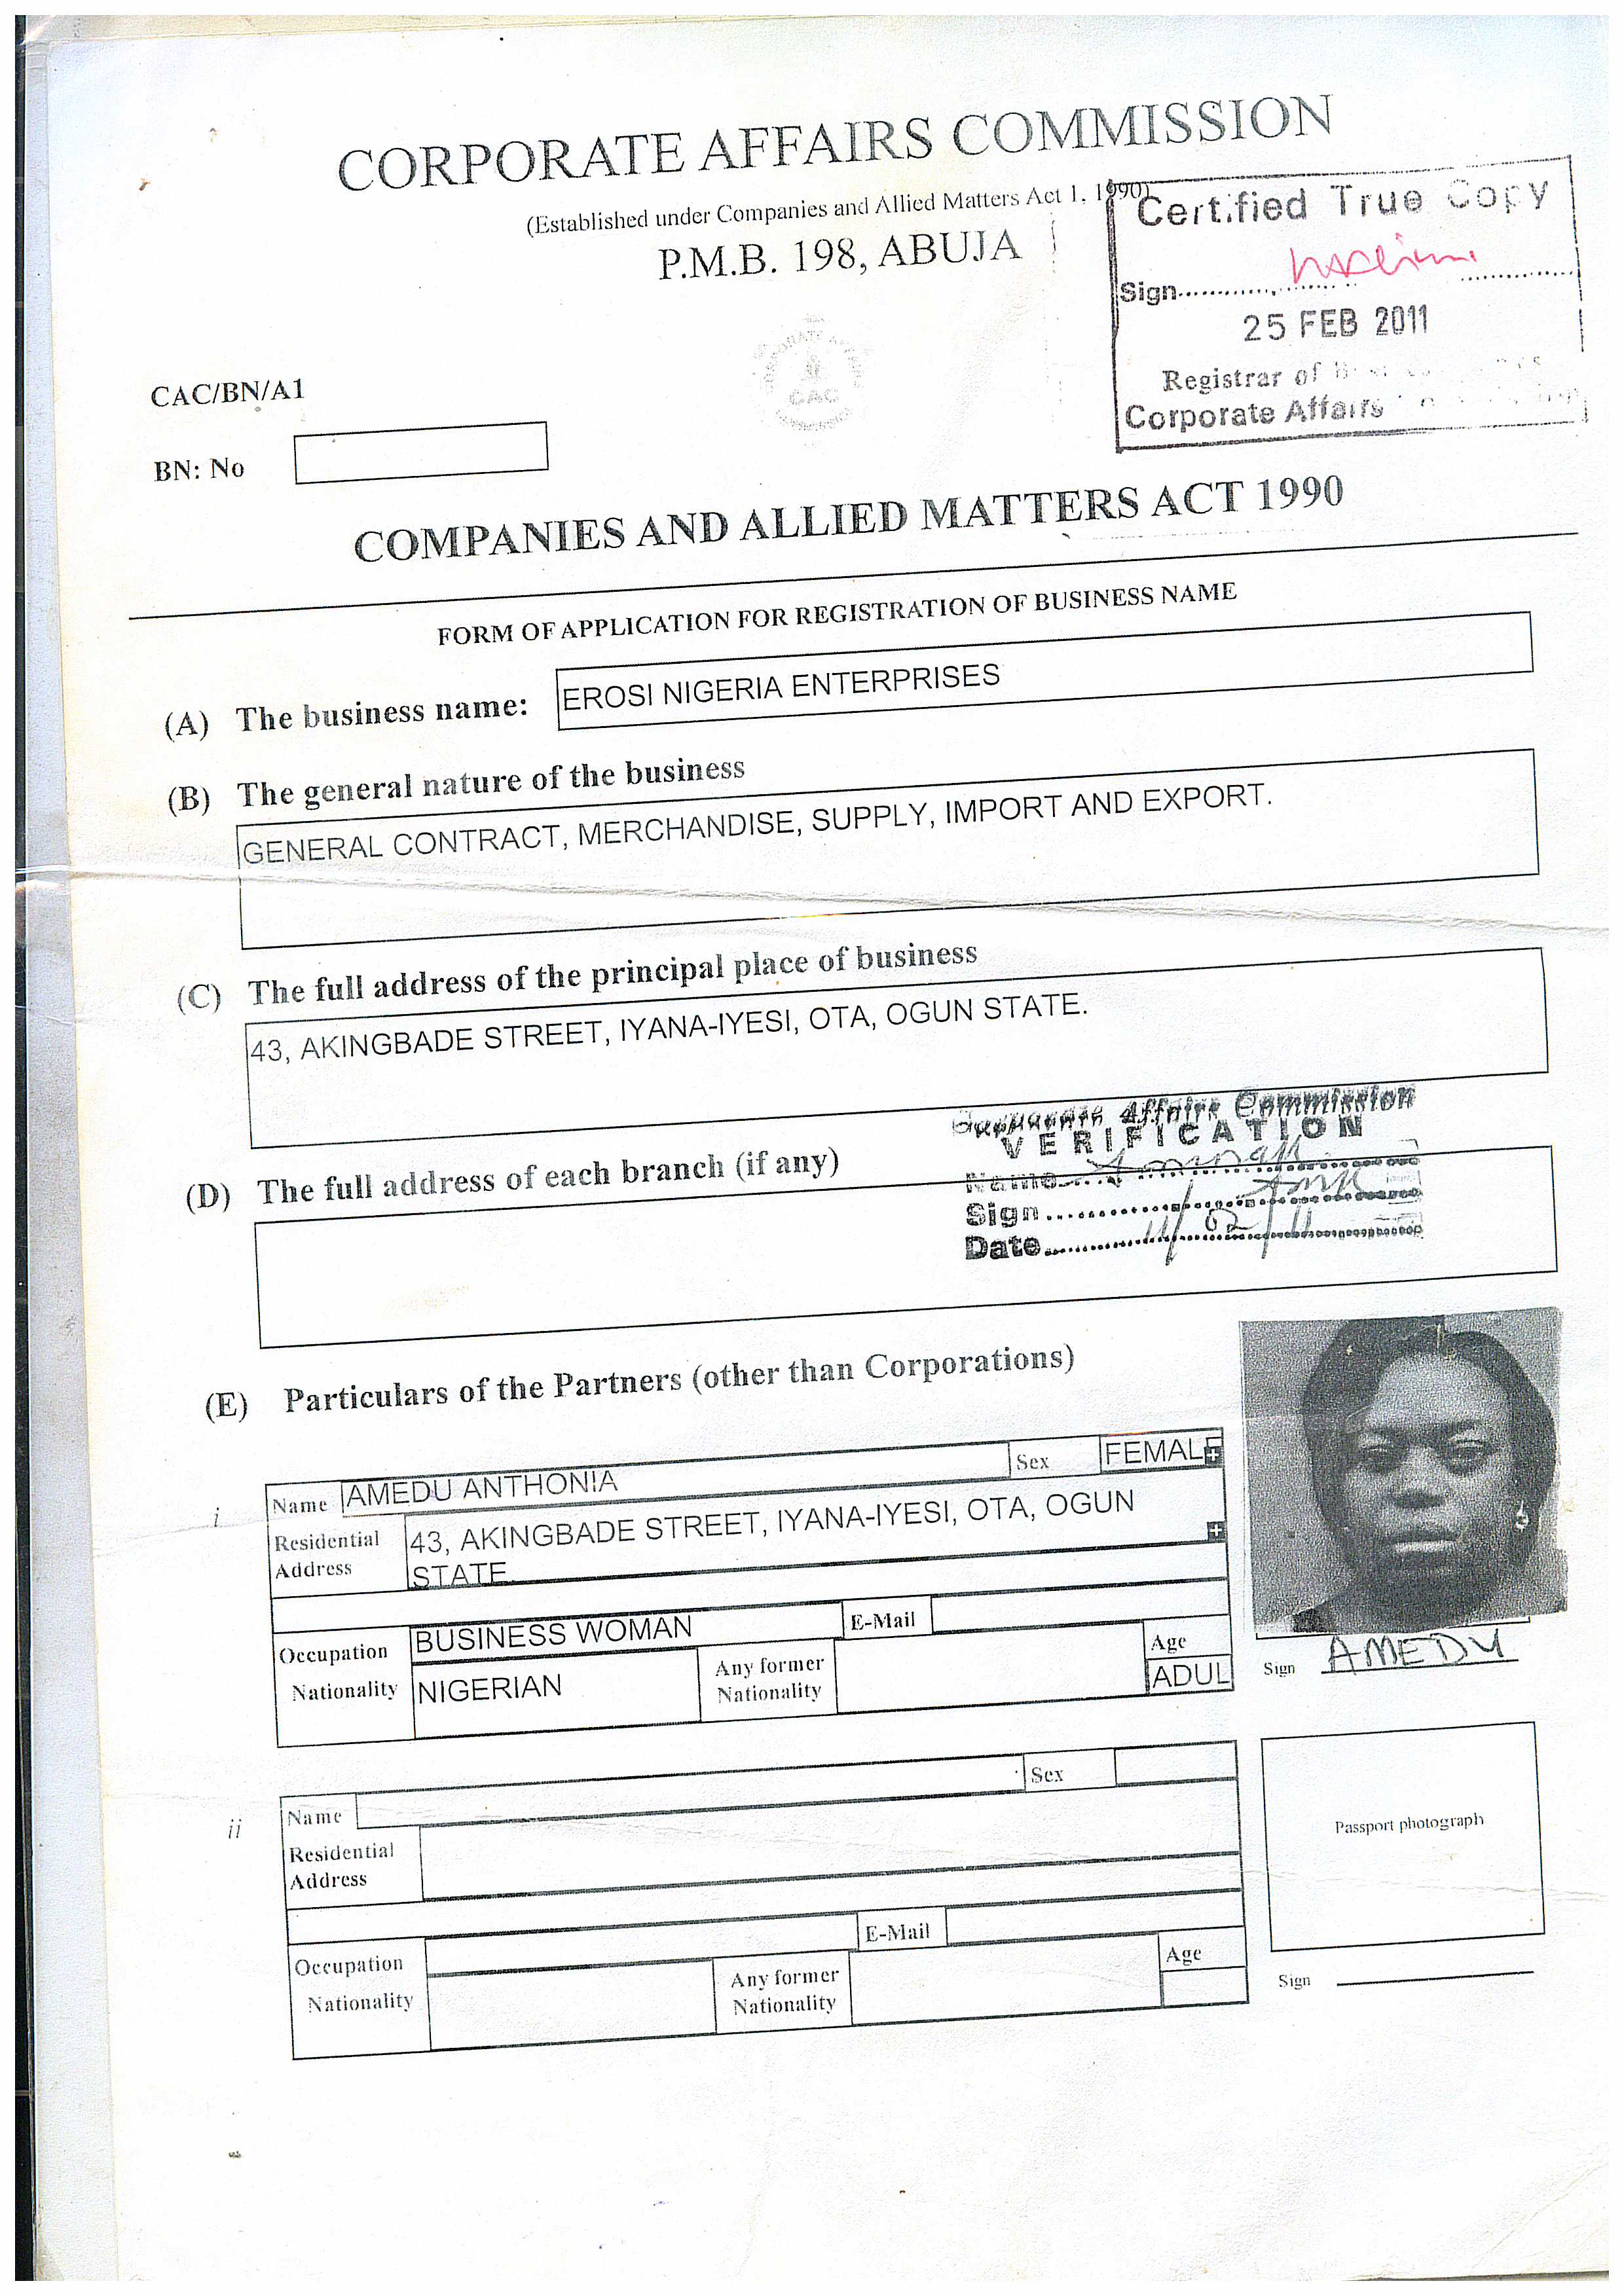 CORPORATE AFFAIRS COMMISSION
(Established under Companies and Allied Matters Act 1, 1990)
P.M.B. 198, ABUJA
Certified True Copy
Sign
25 FEB 2011
Registrar of
Corporate Affairs
CAC
CAC/BN/A1
BN: No
COMPANIES AND ALLIED MATTERS ACT 1990
FORM OF APPLICATION FOR REGISTRATION OF BUSINESS NAME
(A) The business name: EROSI NIGERIA ENTERPRISES
(B) The general nature of the business
GENERAL CONTRACT, MERCHANDISE, SUPPLY, IMPORT AND EXPORT.
(C) The full address of the principal place of business
43, AKINGBADE STREET, IYANA-IYESI, OTA, OGUN STATE.
Corporate Affairs Commission
VERIFICATION
Name
Sign
Date 11/02/11
(D) The full address of each branch (if any)
(E) Particulars of the Partners (other than Corporations)
i Name AMEDU ANTHONIA Sex FEMALE
Residential Address 43, AKINGBADE STREET, IYANA-IYESI, OTA, OGUN
STATE.
Occupation BUSINESS WOMAN E-Mail
Nationality NIGERIAN Any former Nationality Age ADUL
Sign AMEDU
ii Name Sex
Residential Address
Passport photograph
Occupation E-Mail
Nationality Any former Nationality Age
Sign